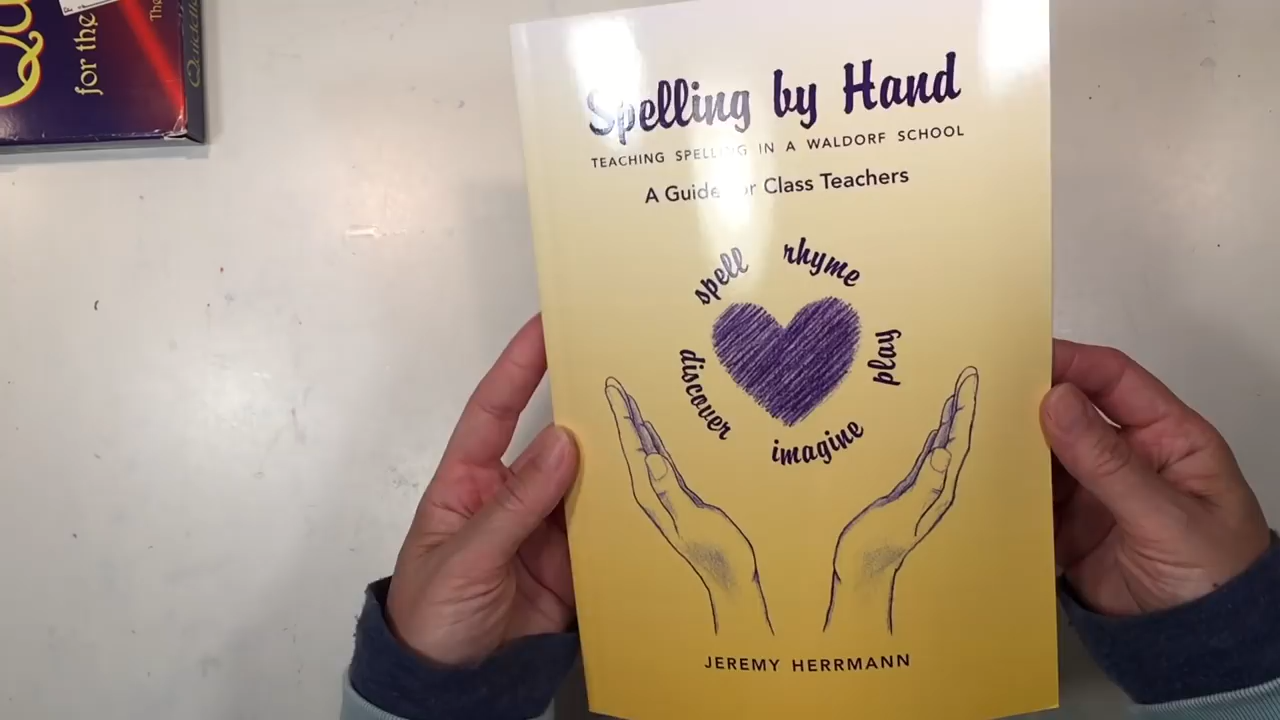 for the
The
Spelling by Hand
TEACHING SPELLING IN A WALDORF SCHOOL
A Guide for Class Teachers
spell
rhyme
play
imagine
discover
JEREMY HERRMANN